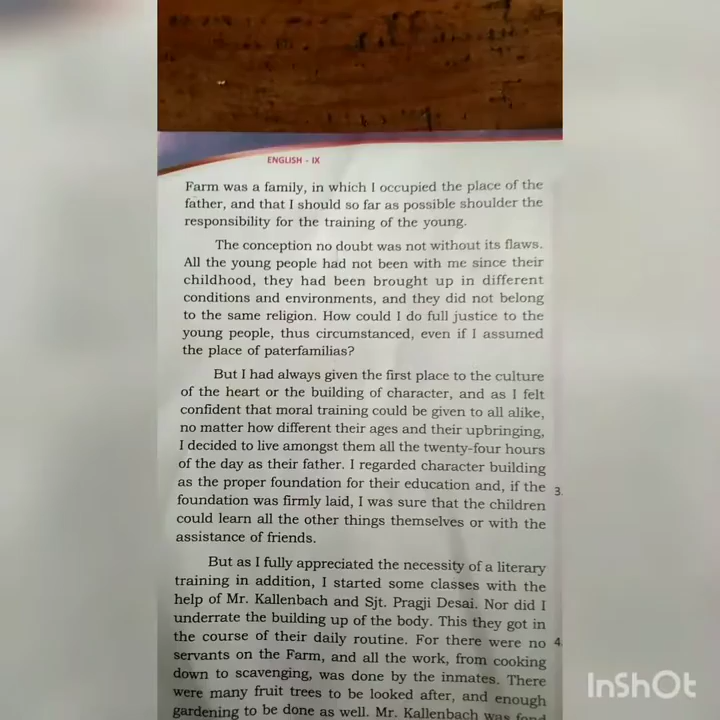 ENGLISH - IX
Farm was a family, in which I occupied the place of the
father, and that I should so far as possible shoulder the
responsibility for the training of the young.
The conception no doubt was not without its flaws.
All the young people had not been with me since their
childhood, they had been brought up in different
conditions and environments, and they did not belong
to the same religion. How could I do full justice to the
young people, thus circumstanced, even if I assumed
the place of paterfamilias?
But I had always given the first place to the culture
of the heart or the building of character, and as I felt
confident that moral training could be given to all alike,
no matter how different their ages and their upbringing,
I decided to live amongst them all the twenty-four hours
of the day as their father. I regarded character building
as the proper foundation for their education and, if the 3.
foundation was firmly laid, I was sure that the children
could learn all the other things themselves or with the
assistance of friends.
But as I fully appreciated the necessity of a literary
training in addition, I started some classes with the
help of Mr. Kallenbach and Sjt. Pragji Desai. Nor did I
underrate the building up of the body. This they got in
the course of their daily routine. For there were no 4.
servants on the Farm, and all the work, from cooking
down to scavenging, was done by the inmates. There
were many fruit trees to be looked after, and enough
gardening to be done as well. Mr. Kallenbach was fond
InShOt